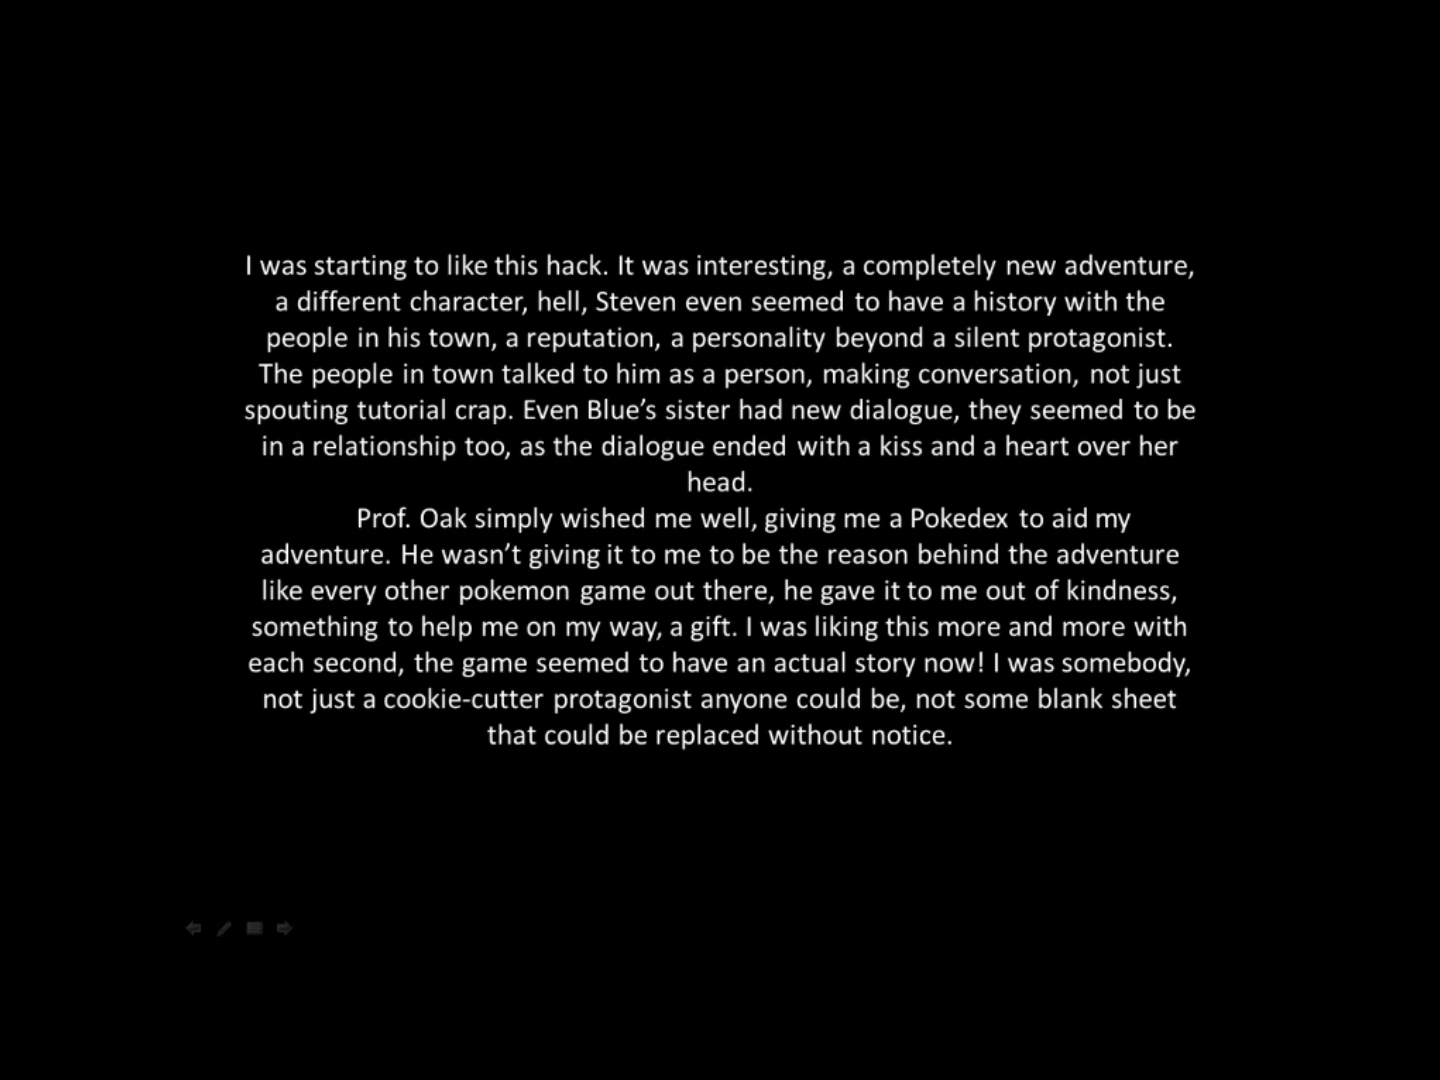 I was starting to like this hack. It was interesting, a completely new adventure,
a different character, hell, Steven even seemed to have a history with the
people in his town, a reputation, a personality beyond a silent protagonist.
The people in town talked to him as a person, making conversation, not just
spouting tutorial crap. Even Blue’s sister had new dialogue, they seemed to be
in a relationship too, as the dialogue ended with a kiss and a heart over her
head.
Prof. Oak simply wished me well, giving me a Pokedex to aid my
adventure. He wasn’t giving it to me to be the reason behind the adventure
like every other pokemon game out there, he gave it to me out of kindness,
something to help me on my way, a gift. I was liking this more and more with
each second, the game seemed to have an actual story now! I was somebody,
not just a cookie-cutter protagonist anyone could be, not some blank sheet
that could be replaced without notice.